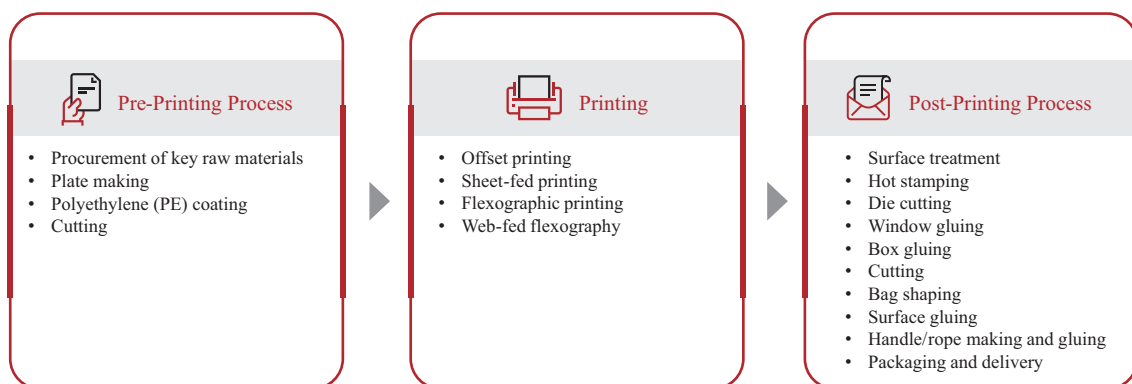 Pre-Printing Process
• Procurement of key raw materials
• Plate making
• Polyethylene (PE) coating
• Cutting
Printing
• Offset printing
• Sheet-fed printing
• Flexographic printing
• Web-fed flexography
Post-Printing Process
• Surface treatment
• Hot stamping
• Die cutting
• Window gluing
• Box gluing
• Cutting
• Bag shaping
• Surface gluing
• Handle/rope making and gluing
• Packaging and delivery